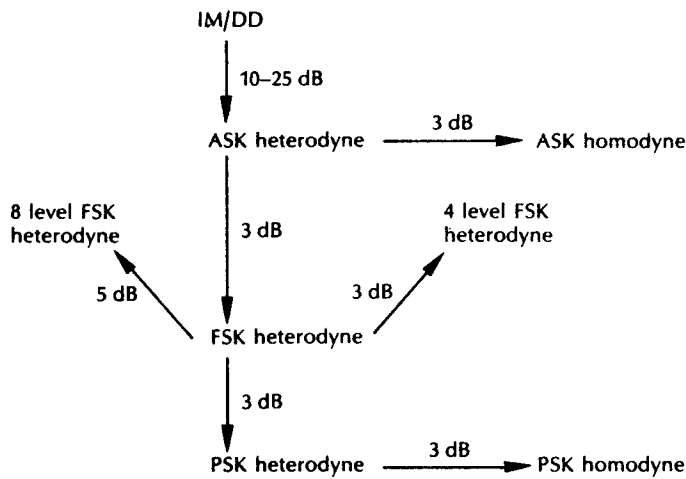 IM/DD
10–25 dB
ASK heterodyne
3 dB
ASK homodyne
8 level FSK
heterodyne
4 level FSK
heterodyne
3 dB
5 dB
3 dB
FSK heterodyne
3 dB
PSK heterodyne
3 dB
PSK homodyne